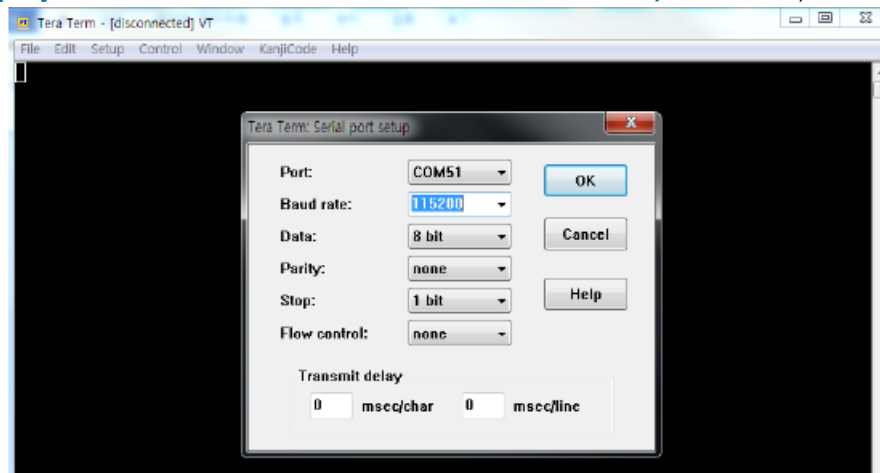 Tera Term - [disconnected] VT
File Edit Setup Control Window KanjiCode Help
Tera Term: Serial port setup
Port: COM51
OK
Baud rate: 115200
Data: 8 bit
Cancel
Parity: none
Stop: 1 bit
Help
Flow control: none
Transmit delay
0 msec/char 0 msec/line